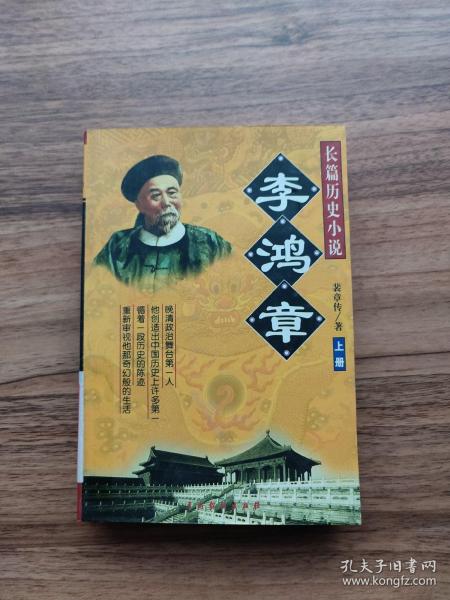 长篇历史小说
李鸿章
裴章传/著
上册
晚清政治舞台第一人
他创造出中国历史上许多第一
循着一段历史的陈迹
重新审视他那奇幻般的生活
孔夫子旧书网
www.kongfz.com